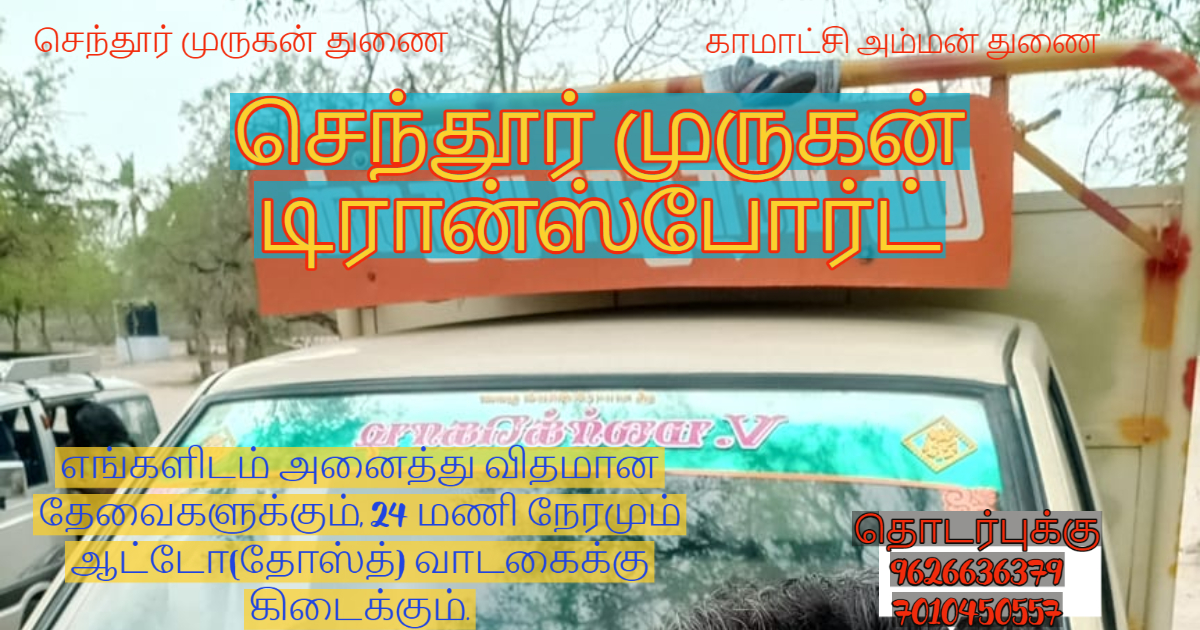 செந்தூர் முருகன் துணை
காமாட்சி அம்மன் துணை
செந்தூர் முருகன்
டிரான்ஸ்போர்ட்
எங்களிடம் அனைத்து விதமான
தேவைகளுக்கும், 24 மணி நேரமும்
ஆட்டோ(தோஸ்த்) வாடகைக்கு
கிடைக்கும்.
தொடர்புக்கு
9626636379
7010450557